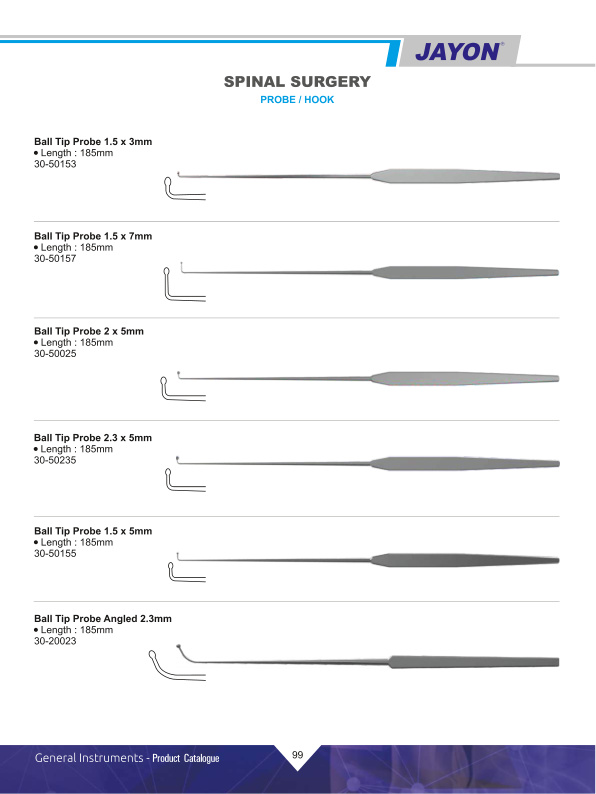 JAYON®
SPINAL SURGERY
PROBE / HOOK
Ball Tip Probe 1.5 x 3mm
• Length : 185mm
30-50153
Ball Tip Probe 1.5 x 7mm
• Length : 185mm
30-50157
Ball Tip Probe 2 x 5mm
• Length : 185mm
30-50025
Ball Tip Probe 2.3 x 5mm
• Length : 185mm
30-50235
Ball Tip Probe 1.5 x 5mm
• Length : 185mm
30-50155
Ball Tip Probe Angled 2.3mm
• Length : 185mm
30-20023
General Instruments - Product Catalogue
99